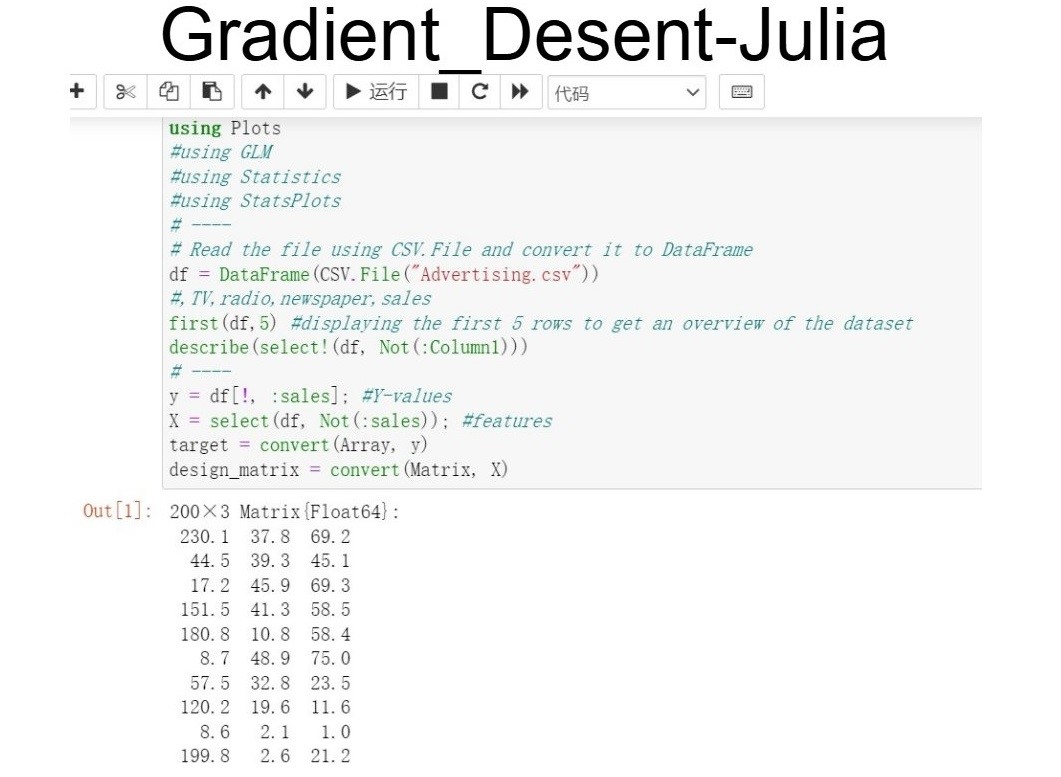 Gradient_Desent-Julia
运行 代码
using Plots
#using GLM
#using Statistics
#using StatsPlots
# ----
# Read the file using CSV.File and convert it to DataFrame
df = DataFrame(CSV.File("Advertising.csv"))
#,TV,radio,newspaper,sales
first(df,5) #displaying the first 5 rows to get an overview of the dataset
describe(select!(df, Not(:Column1)))
# ----
y = df[!, :sales]; #Y-values
X = select(df, Not(:sales)); #features
target = convert(Array, y)
design_matrix = convert(Matrix, X)
Out[1]: 200×3 Matrix{Float64}:
230.1 37.8 69.2
44.5 39.3 45.1
17.2 45.9 69.3
151.5 41.3 58.5
180.8 10.8 58.4
8.7 48.9 75.0
57.5 32.8 23.5
120.2 19.6 11.6
8.6 2.1 1.0
199.8 2.6 21.2